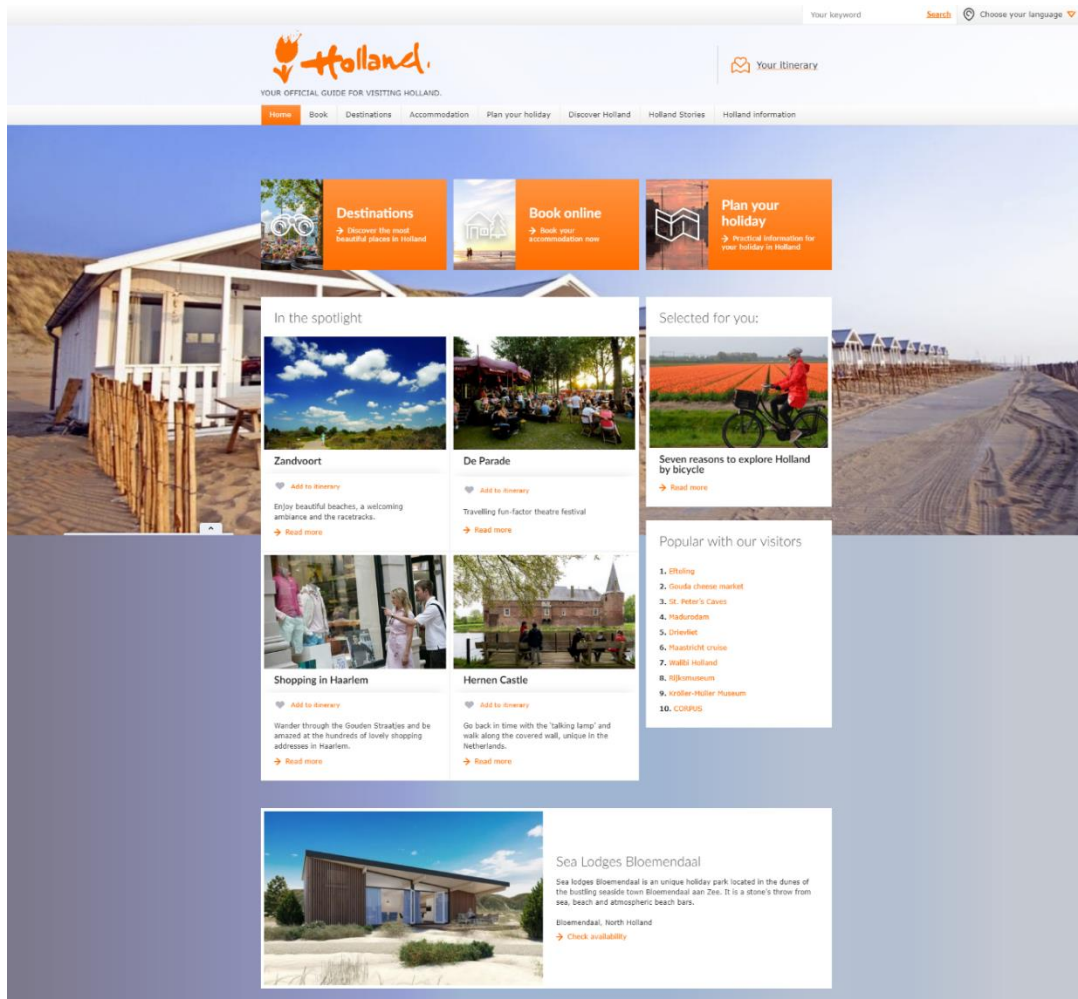 Your keyword
Search
Choose your language
Holland.
YOUR OFFICIAL GUIDE FOR VISITING HOLLAND.
Your itinerary
Home
Book
Destinations
Accommodation
Plan your holiday
Discover Holland
Holland Stories
Holland information
Destinations
Discover the most
beautiful places in Holland
Book online
Book your
accommodation now
Plan your
holiday
Practical information for
your holiday in Holland
In the spotlight
Zandvoort
Add to itinerary
Enjoy beautiful beaches, a welcoming
ambiance and the racetracks.
Read more
De Parade
Add to itinerary
Travelling fun-factor theatre festival
Read more
Shopping in Haarlem
Add to itinerary
Wander through the Gouden Straatjes and be
amazed at the hundreds of lovely shopping
addresses in Haarlem.
Read more
Hernen Castle
Add to itinerary
Go back in time with the 'talking lamp' and
walk along the covered wall, unique in the
Netherlands.
Read more
Selected for you:
Seven reasons to explore Holland
by bicycle
Read more
Popular with our visitors
1. Efteling
2. Gouda cheese market
3. St. Peter's Caves
4. Madurodam
5. Drievliet
6. Maastricht cruise
7. Walibi Holland
8. Rijksmuseum
9. Kröller-Müller Museum
10. CORPUS
Sea Lodges Bloemendaal
Sea lodges Bloemendaal is an unique holiday park located in the dunes of
the bustling seaside town Bloemendaal aan Zee. It is a stone's throw from
sea, beach and atmospheric beach bars.
Bloemendaal, North Holland
Check availability